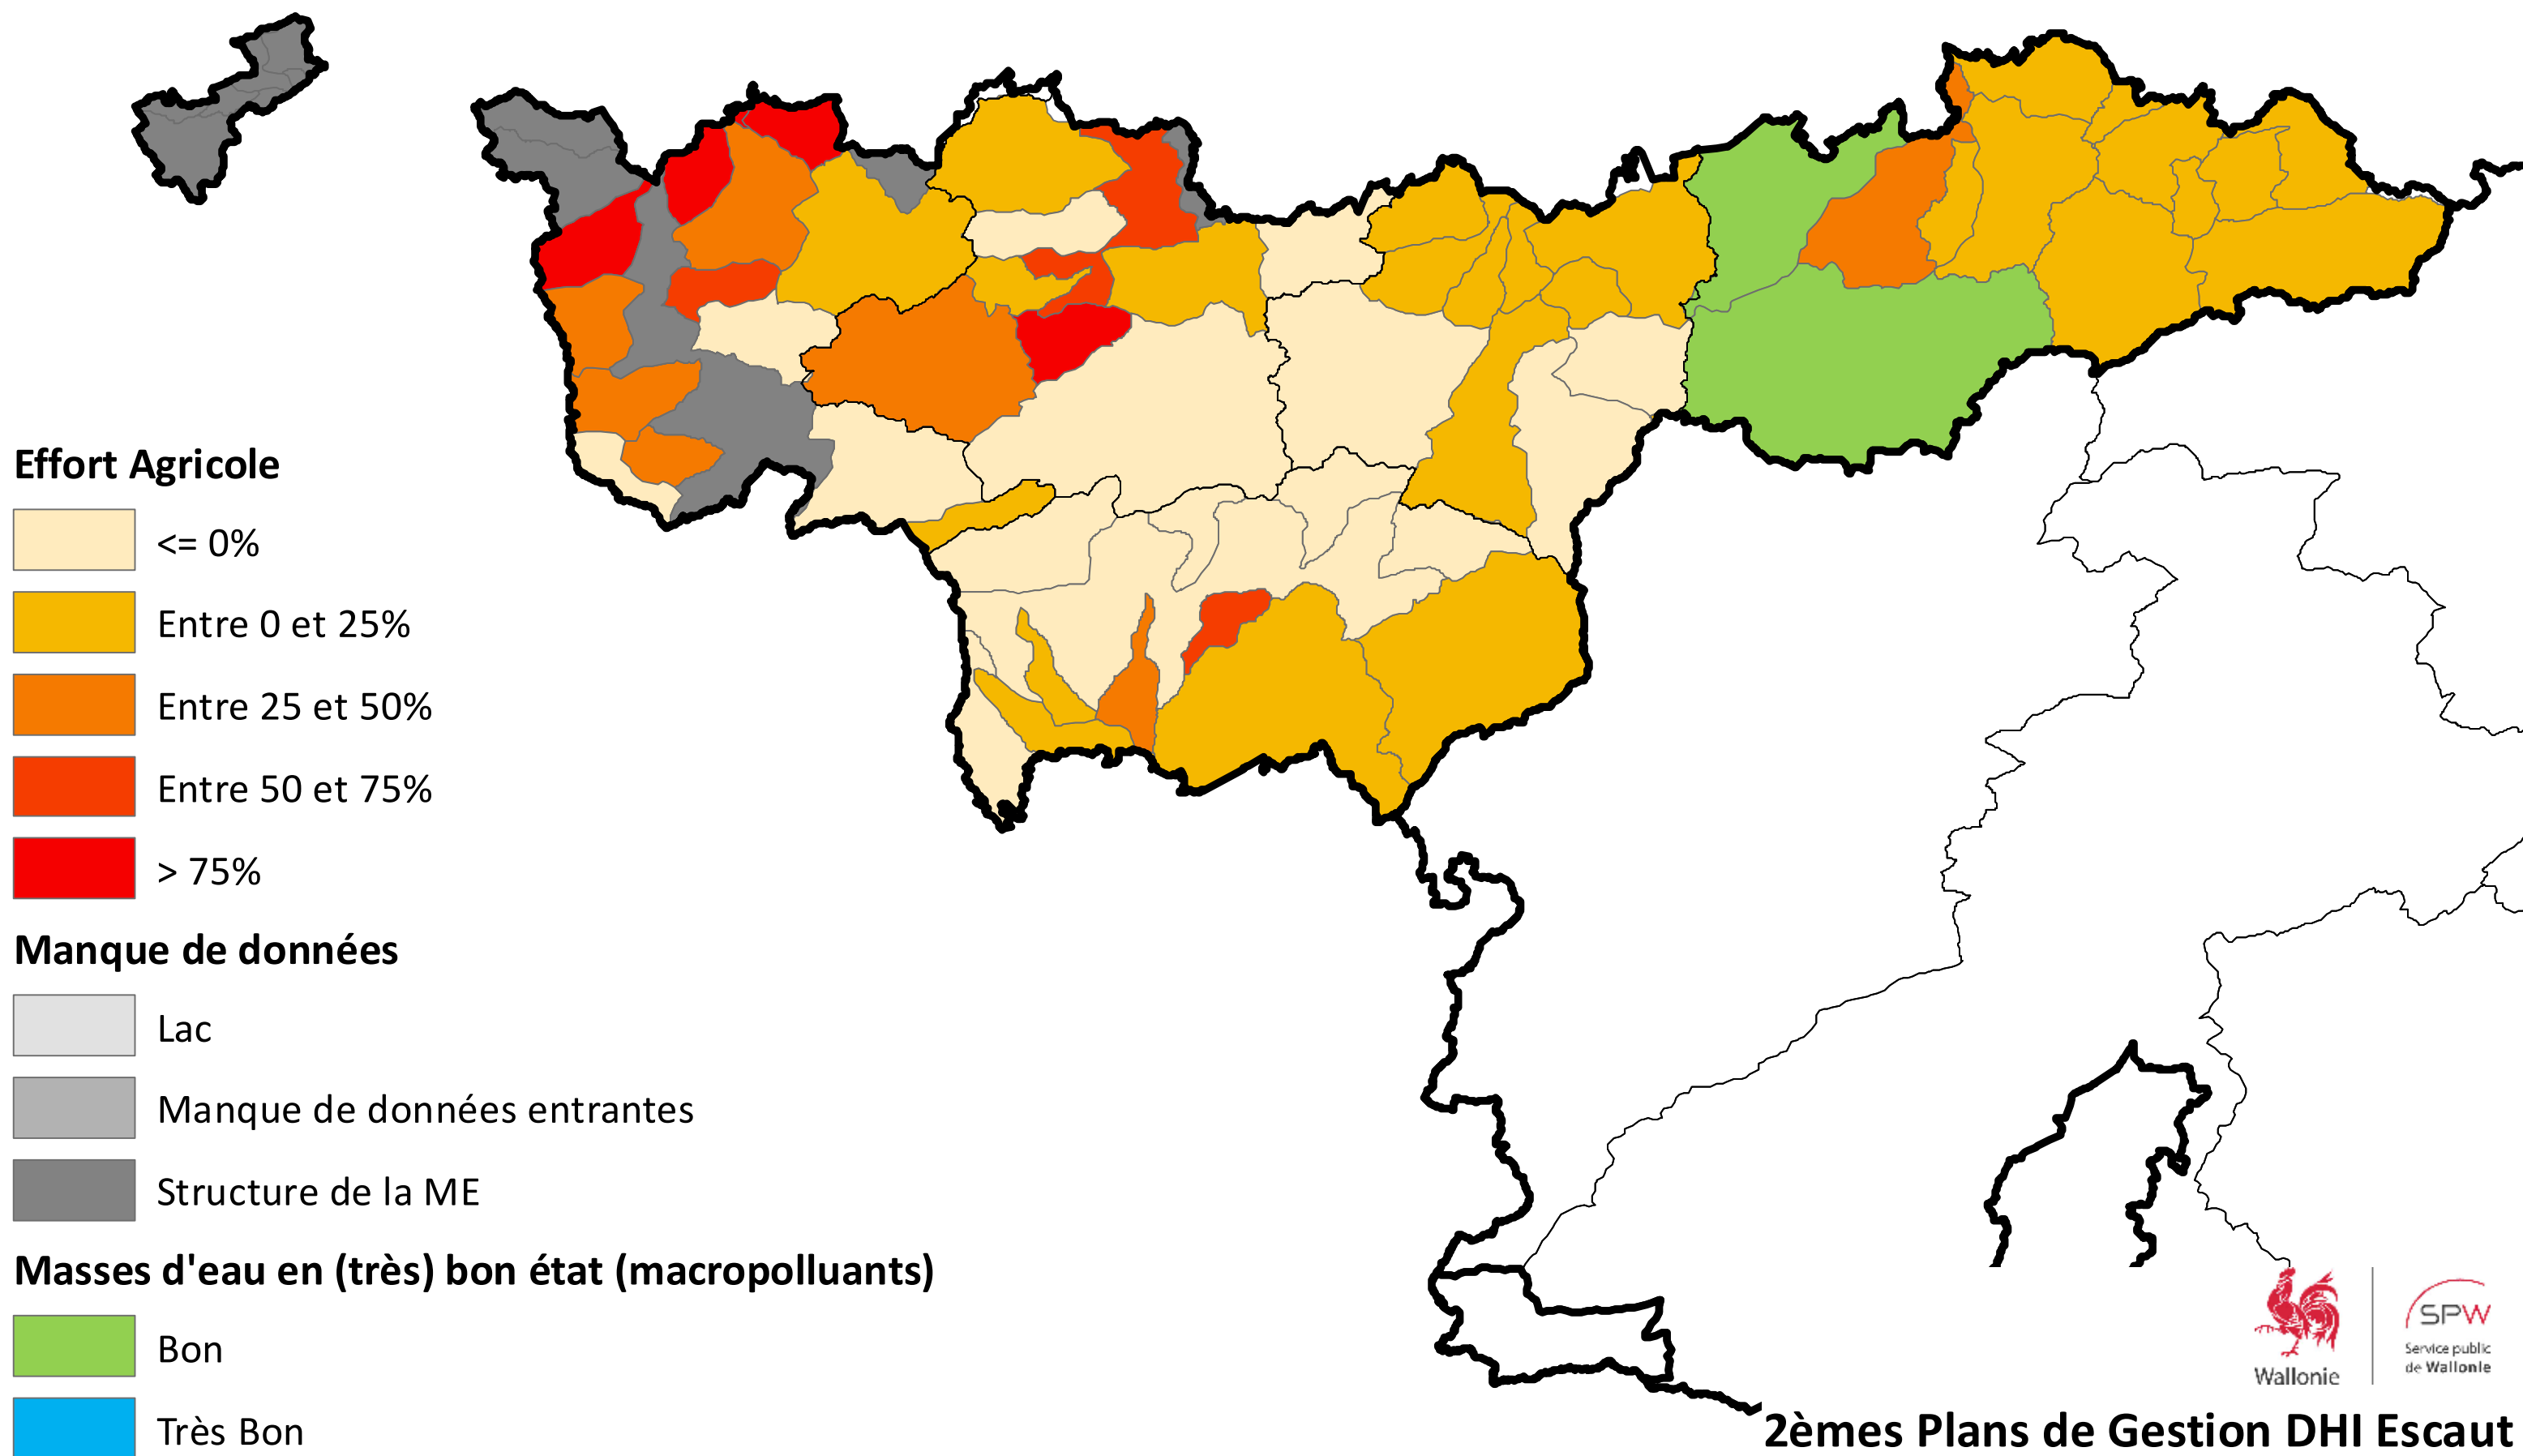 Effort Agricole
<= 0%
Entre 0 et 25%
Entre 25 et 50%
Entre 50 et 75%
> 75%
Manque de données
Lac
Manque de données entrantes
Structure de la ME
Masses d'eau en (très) bon état (macropolluants)
Bon
Très Bon
Wallonie
SPW
Service public
de Wallonie
2èmes Plans de Gestion DHI Escaut